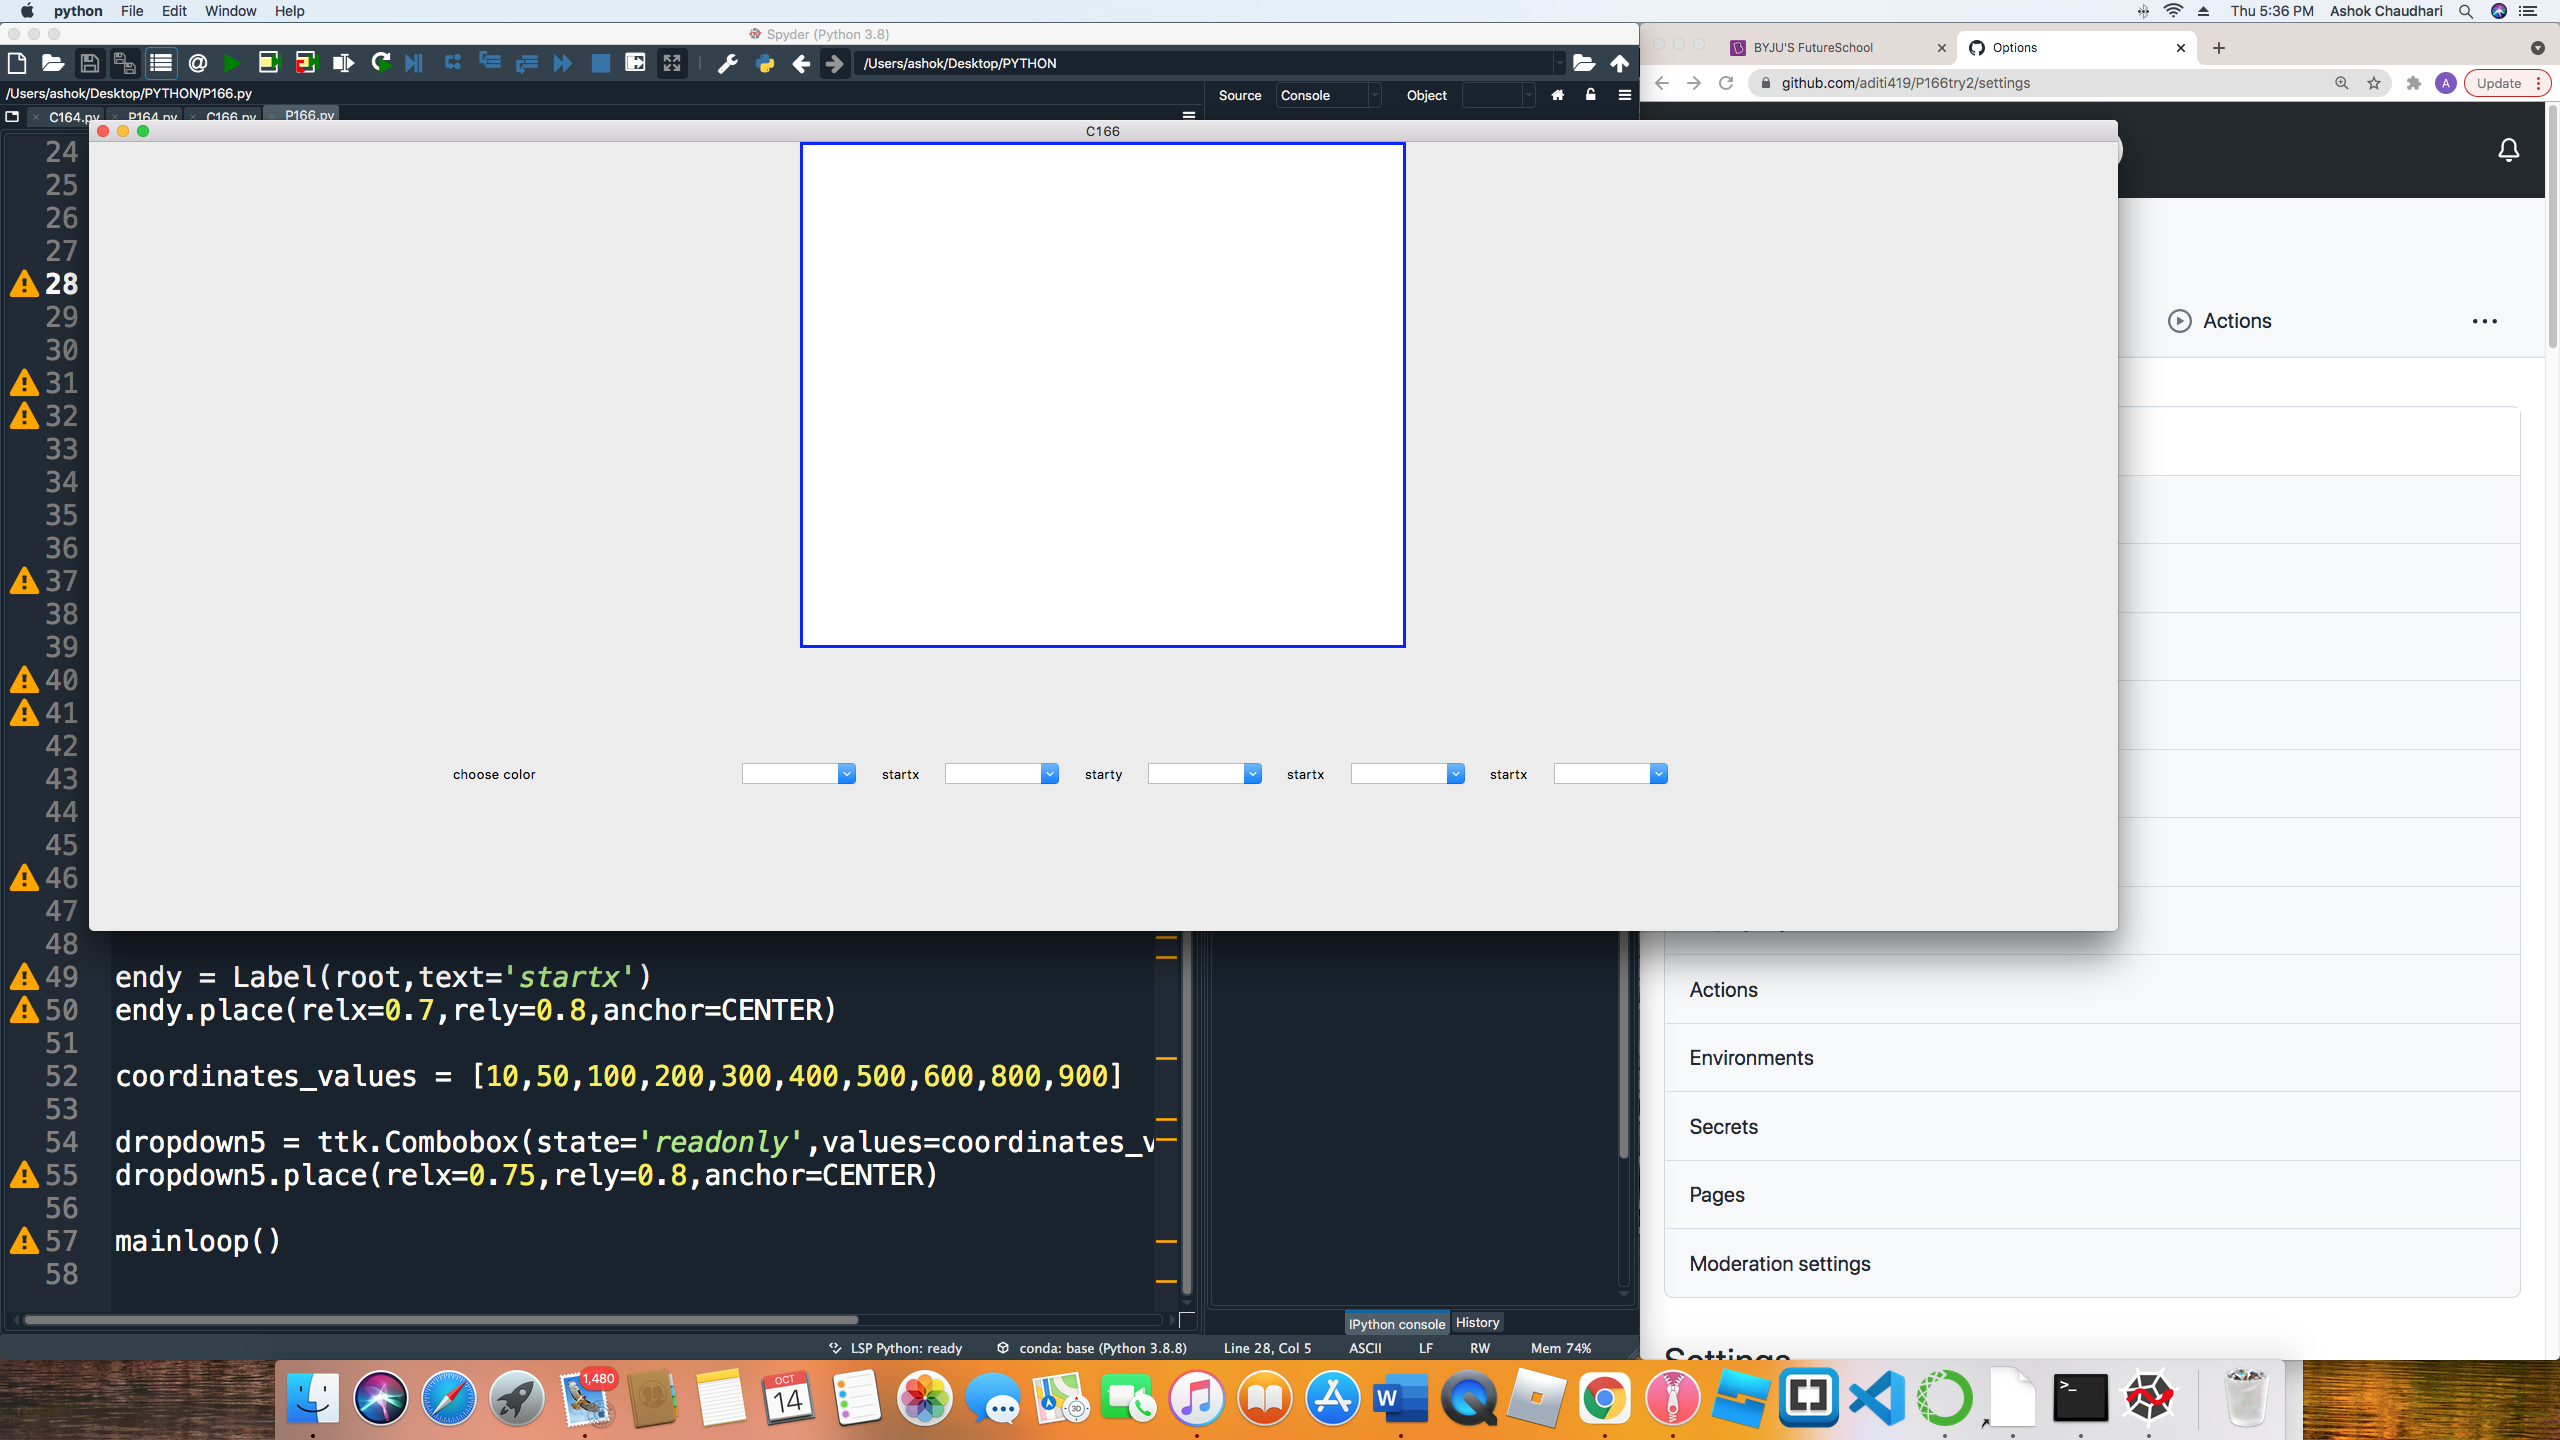 python File Edit Window Help
Thu 5:36 PM Ashok Chaudhari
Spyder (Python 3.8)
/Users/ashok/Desktop/PYTHON
/Users/ashok/Desktop/PYTHON/P166.py
Source Console Object
C164.py P164.py C166.py P166.py
BYJU'S FutureSchool
Options
github.com/aditi419/P166try2/settings
A
Update
C166
choose color startx starty startx startx
24
25
26
27
28
29
30
31
32
33
34
35
36
37
38
39
40
41
42
43
44
45
46
47
48
49 endy = Label(root,text='startx')
50 endy.place(relx=0.7,rely=0.8,anchor=CENTER)
51
52 coordinates_values = [10,50,100,200,300,400,500,600,800,900]
53
54 dropdown5 = ttk.Combobox(state='readonly',values=coordinates_v
55 dropdown5.place(relx=0.75,rely=0.8,anchor=CENTER)
56
57 mainloop()
58
IPython console History
LSP Python: ready conda: base (Python 3.8.8) Line 28, Col 5 ASCII LF RW Mem 74%
Actions
Actions
Environments
Secrets
Pages
Moderation settings
Settings
1,480
OCT
14
3D
W
>_